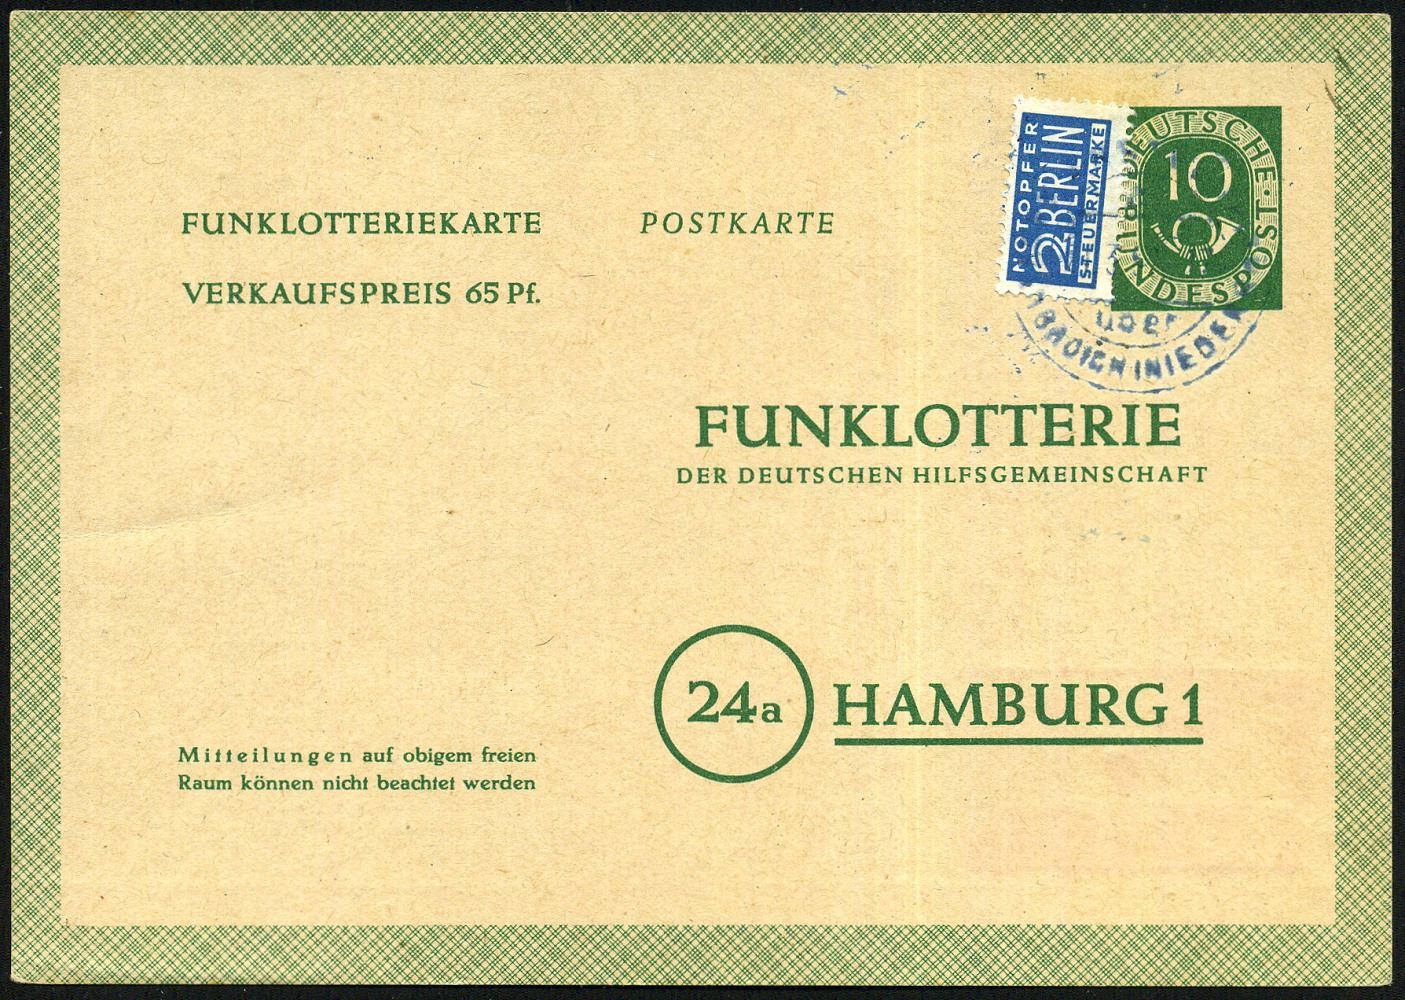 FUNKLOTTERIEKARTE
POSTKARTE
VERKAUFSPREIS 65 Pf.
NOTOPFER
2 BERLIN
STEUERMARKE
DEUTSCHE
BUNDESPOST
10
über
FUNKLOTTERIE
DER DEUTSCHEN HILFSGEMEINSCHAFT
24a HAMBURG 1
Mitteilungen auf obigem freien
Raum können nicht beachtet werden